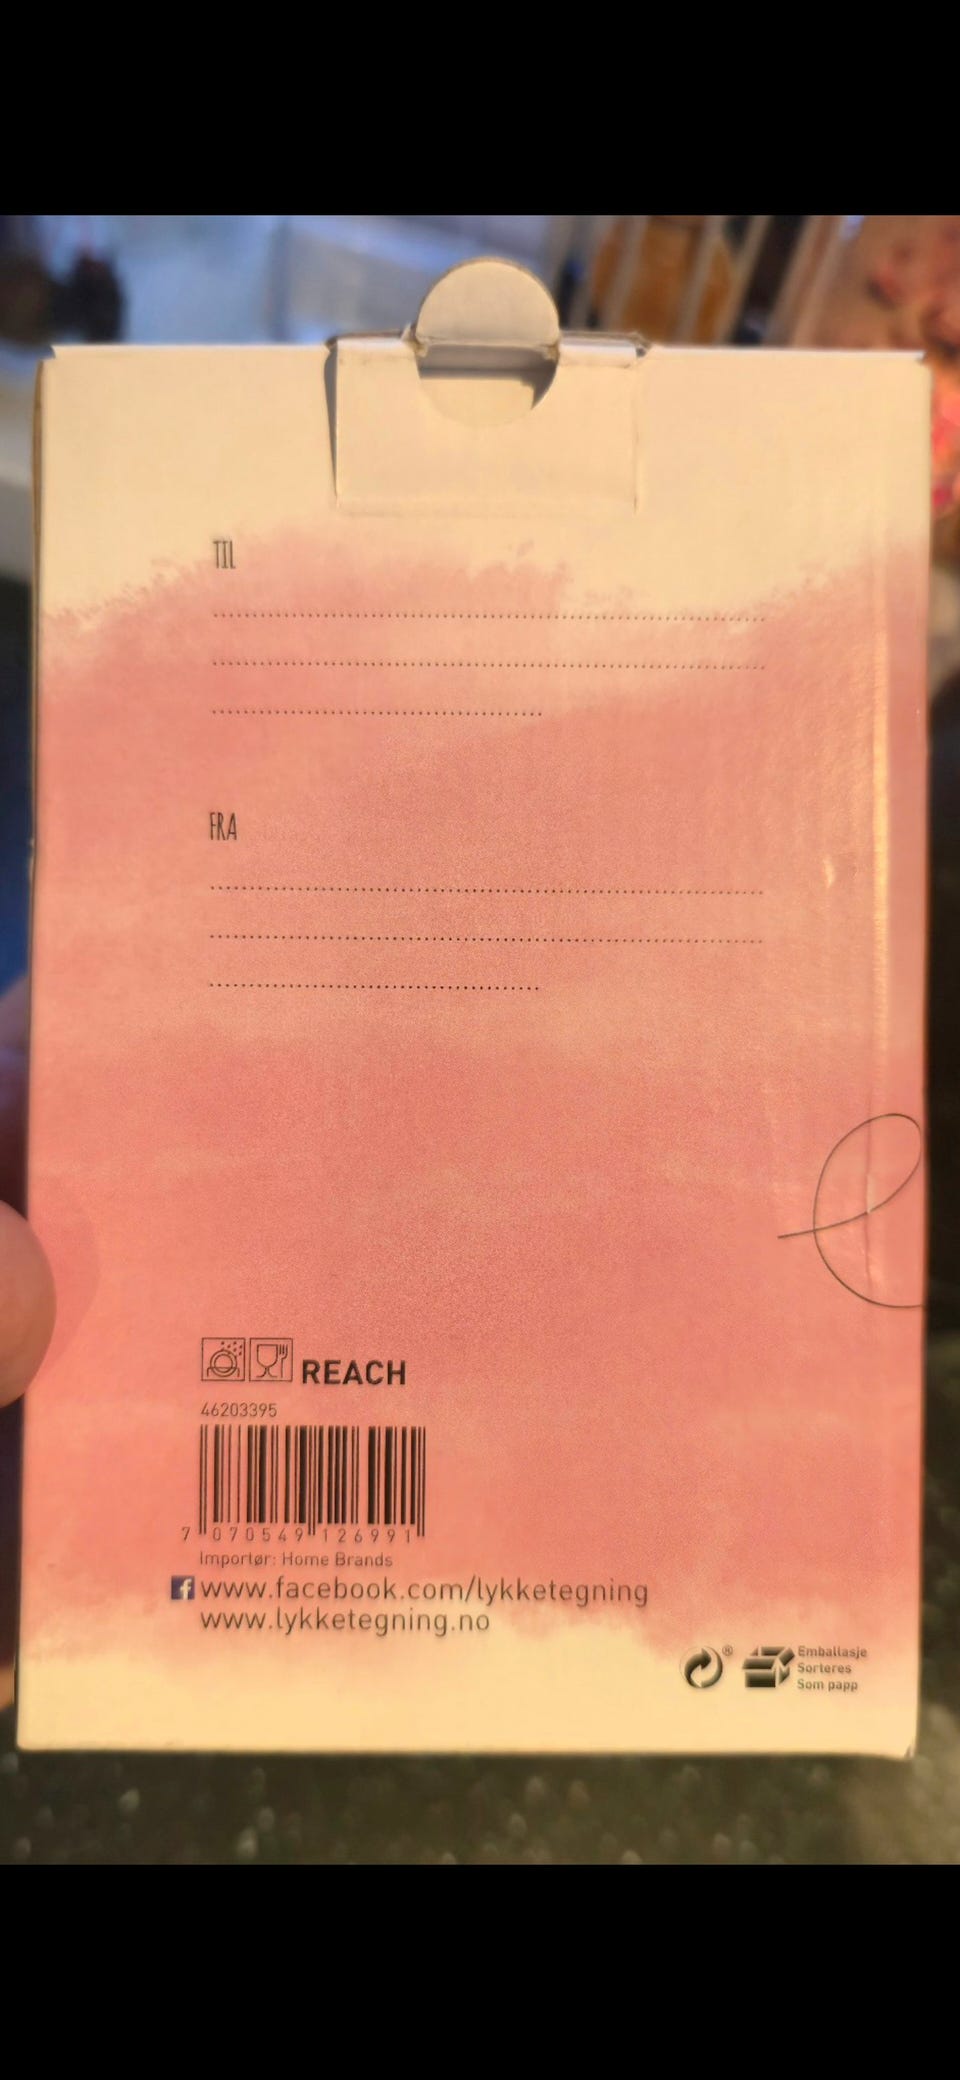 TIL
FRA
REACH
46203395
7 070549 126991
Importør: Home Brands
www.facebook.com/lykketegning
www.lykketegning.no
®
Emballasje
Sorteres
Som papp